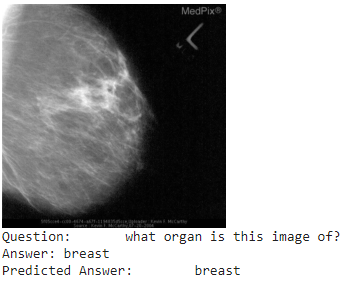 MedPix®
Question: what organ is this image of?
Answer: breast
Predicted Answer: breast